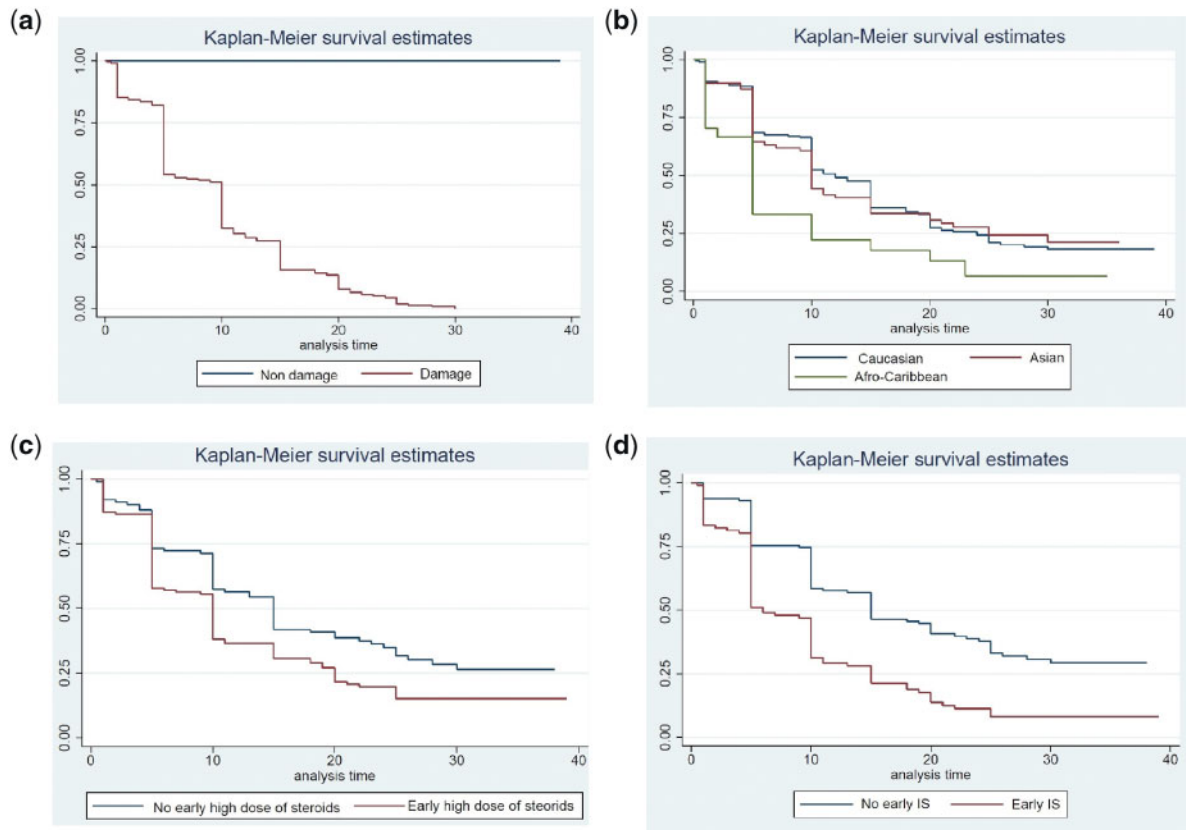 (a)
Kaplan-Meier survival estimates
1.00
0.75
0.50
0.25
0.00
0 10 20 30 40
analysis time
Non damage Damage
(b)
Kaplan-Meier survival estimates
1.00
0.75
0.50
0.25
0.00
0 10 20 30 40
analysis time
Caucasian Asian
Afro-Caribbean
(c)
Kaplan-Meier survival estimates
1.00
0.75
0.50
0.25
0.00
0 10 20 30 40
analysis time
No early high dose of steroids Early high dose of steorids
(d)
Kaplan-Meier survival estimates
1.00
0.75
0.50
0.25
0.00
0 10 20 30 40
analysis time
No early IS Early IS